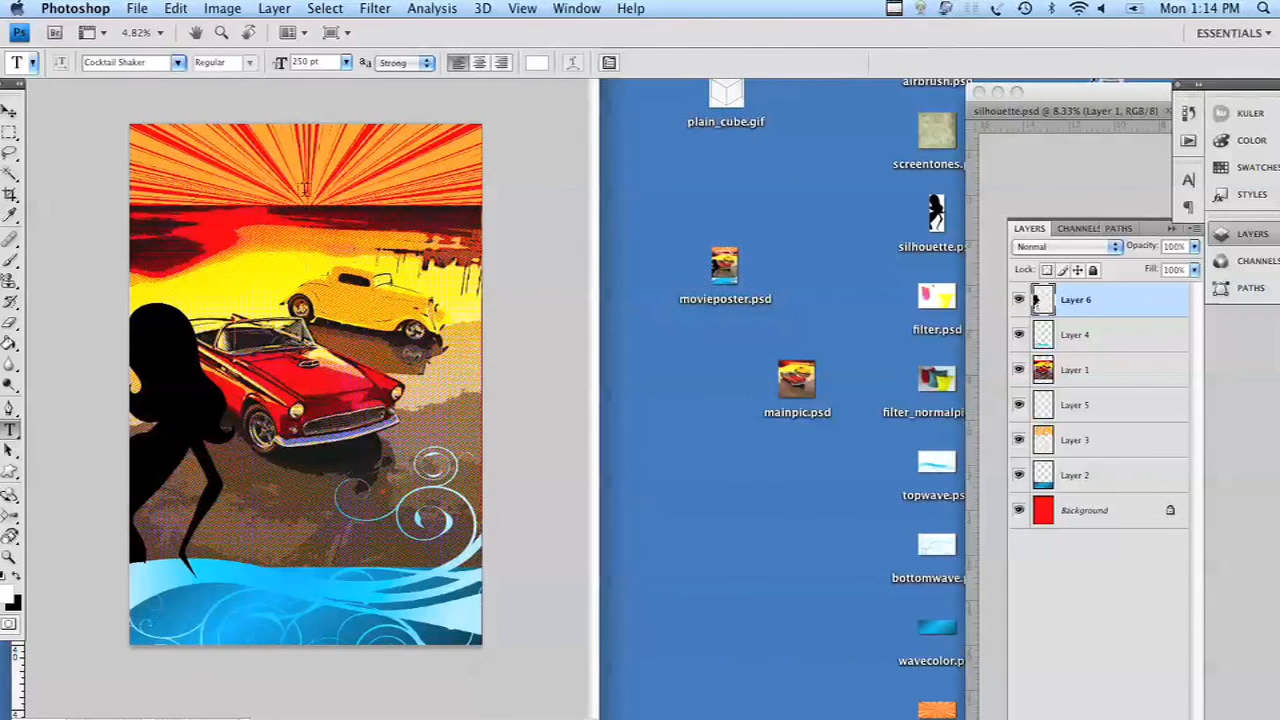 Photoshop File Edit Image Layer Select Filter Analysis 3D View Window Help Mon 1:14 PM
Ps Br 4.82% ESSENTIALS
T Cocktail Shaker Regular 250 pt Strong
airbrush.psd
plain_cube.gif
silhouette.psd @ 8.33% (Layer 1, RGB/8)
KULER
COLOR
screentones.
SWATCHES
STYLES
LAYERS CHANNELS PATHS
LAYERS
Normal Opacity: 100%
silhouette.ps
CHANNELS
Lock: Fill: 100%
PATHS
movieposter.psd
Layer 6
filter.psd
Layer 4
Layer 1
mainpic.psd
filter_normalpi
Layer 5
Layer 3
Layer 2
topwave.ps
Background
bottomwave.
wavecolor.p